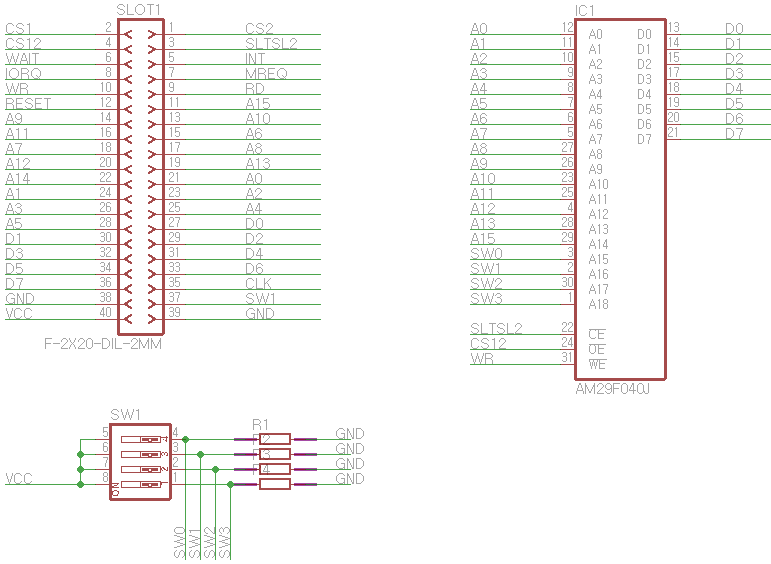 SLOT1
CS1 2 1 CS2
CS12 4 3 SLTSL2
WAIT 6 5 INT
IORQ 8 7 MREQ
WR 10 9 RD
RESET 12 11 A15
A9 14 13 A10
A11 16 15 A6
A7 18 17 A8
A12 20 19 A13
A14 22 21 A0
A1 24 23 A2
A3 26 25 A4
A5 28 27 D0
D1 30 29 D2
D3 32 31 D4
D5 34 33 D6
D7 36 35 CLK
GND 38 37 SW1
VCC 40 39 GND
F-2X20-DIL-2MM
IC1
A0 12 A0 D0 13 D0
A1 11 A1 D1 14 D1
A2 10 A2 D2 15 D2
A3 9 A3 D3 17 D3
A4 8 A4 D4 18 D4
A5 7 A5 D5 19 D5
A6 6 A6 D6 20 D6
A7 5 A7 D7 21 D7
A8 27 A8
A9 26 A9
A10 23 A10
A11 25 A11
A12 4 A12
A13 28 A13
A15 29 A14
SW0 3 A15
SW1 2 A16
SW2 30 A17
SW3 1 A18
SLTSL2 22 CE
CS12 24 OE
WR 31 WE
AM29F040J
SW1
5 4 4
6 3 3
7 2 2
VCC 8 1 1
ON
R1 GND
R2 GND
R3 GND
R4 GND
SW0
SW1
SW2
SW3